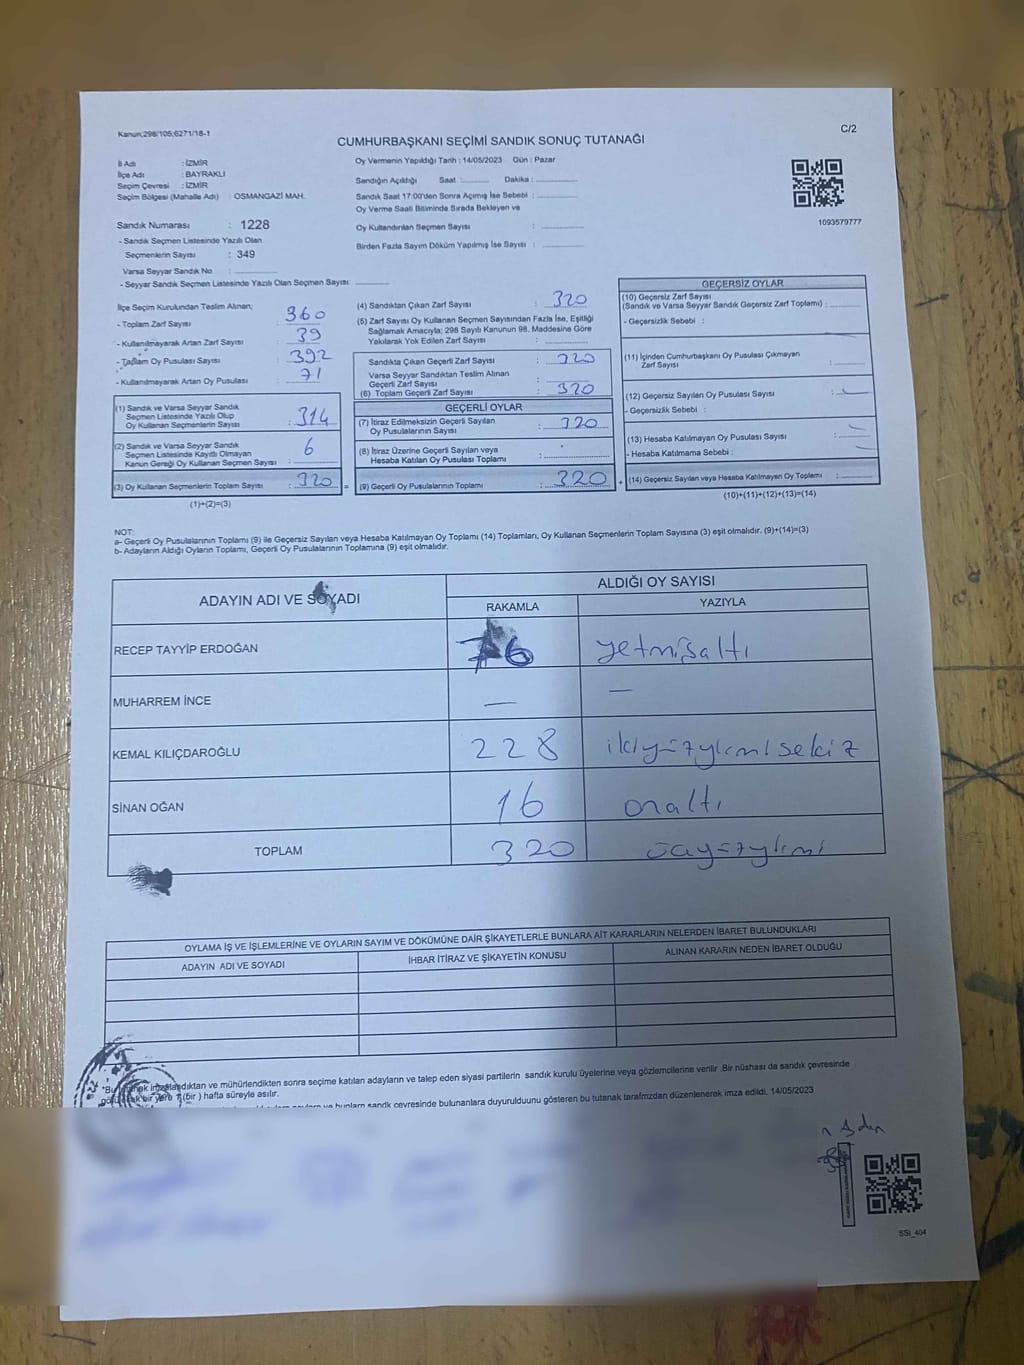 Kanun;298/105;6271/18-1
C/2
CUMHURBAŞKANI SEÇİMİ SANDIK SONUÇ TUTANAĞI
İl Adı : İZMİR
İlçe Adı : BAYRAKLI
Seçim Çevresi : İZMİR
Seçim Bölgesi (Mahalle Adı) : OSMANGAZİ MAH.
Oy Vermenin Yapıldığı Tarih : 14/05/2023 Gün : Pazar
Sandığın Açıldığı Saat : Dakika :
Sandık Saat 17:00'den Sonra Açımış İse Sebebi :
Oy Verme Saati Bitiminde Sırada Bekleyen ve
Oy Kullandırılan Seçmen Sayısı :
Birden Fazla Sayım Döküm Yapılmış İse Sayısı :
1093579777
Sandık Numarası : 1228
- Sandık Seçmen Listesinde Yazılı Olan
Seçmenlerin Sayısı : 349
Varsa Seyyar Sandık No :
- Seyyar Sandık Seçmen Listesinde Yazılı Olan Seçmen Sayısı :
İlçe Seçim Kurulundan Teslim Alınan;
- Toplam Zarf Sayısı : 360
- Kullanılmayarak Artan Zarf Sayısı : 39
- Toplam Oy Pusulası Sayısı : 392
- Kullanılmayarak Artan Oy Pusulası : 71
(1) Sandık ve Varsa Seyyar Sandık
Seçmen Listesinde Yazılı Olup
Oy Kullanan Seçmenlerin Sayısı : 314
(2) Sandık ve Varsa Seyyar Sandık
Seçmen Listesinde Kayıtlı Olmayan
Kanun Gereği Oy Kullanan Seçmen Sayısı : 6
(3) Oy Kullanan Seçmenlerin Toplam Sayısı : 320 =
(1)+(2)=(3)
(4) Sandıktan Çıkan Zarf Sayısı : 320
(5) Zarf Sayısı Oy Kullanan Seçmen Sayısından Fazla İse, Eşitliği
Sağlamak Amacıyla; 298 Sayılı Kanunun 98. Maddesine Göre
Yakılarak Yok Edilen Zarf Sayısı :
Sandıkta Çıkan Geçerli Zarf Sayısı : 320
Varsa Seyyar Sandıktan Teslim Alınan
Geçerli Zarf Sayısı :
(6) Toplam Geçerli Zarf Sayısı : 320
GEÇERLİ OYLAR
(7) İtiraz Edilmeksizin Geçerli Sayılan
Oy Pusulalarının Sayısı : 320
(8) İtiraz Üzerine Geçerli Sayılan veya
Hesaba Katılan Oy Pusulası Toplamı :
(9) Geçerli Oy Pusulalarının Toplamı : 320 +
GEÇERSİZ OYLAR
(10) Geçersiz Zarf Sayısı
(Sandık ve Varsa Seyyar Sandık Geçersiz Zarf Toplamı) :
- Geçersizlik Sebebi :
(11) İçinden Cumhurbaşkanı Oy Pusulası Çıkmayan
Zarf Sayısı :
(12) Geçersiz Sayılan Oy Pusulası Sayısı :
- Geçersizlik Sebebi :
(13) Hesaba Katılmayan Oy Pusulası Sayısı :
- Hesaba Katılmama Sebebi :
(14) Geçersiz Sayılan veya Hesaba Katılmayan Oy Toplamı :
(10)+(11)+(12)+(13)=(14)
NOT:
a- Geçerli Oy Pusulalarının Toplamı (9) ile Geçersiz Sayılan veya Hesaba Katılmayan Oy Toplamı (14) Toplamları, Oy Kullanan Seçmenlerin Toplam Sayısına (3) eşit olmalıdır. (9)+(14)=(3)
b- Adayların Aldığı Oyların Toplamı, Geçerli Oy Pusulalarının Toplamına (9) eşit olmalıdır.
ADAYIN ADI VE SOYADI
ALDIĞI OY SAYISI
RAKAMLA YAZIYLA
RECEP TAYYİP ERDOĞAN 76 yetmişaltı
MUHARREM İNCE — —
KEMAL KILIÇDAROĞLU 228 ikiyüzyirmisekiz
SİNAN OĞAN 16 onaltı
TOPLAM 320 üçyüzyirmi
OYLAMA İŞ VE İŞLEMLERİNE VE OYLARIN SAYIM VE DÖKÜMÜNE DAİR ŞİKAYETLERLE BUNLARA AİT KARARLARIN NELERDEN İBARET BULUNDUKLARI
ADAYIN ADI VE SOYADI İHBAR İTİRAZ VE ŞİKAYETİN KONUSU ALINAN KARARIN NEDEN İBARET OLDUĞU
imzalandıktan ve mühürlendikten sonra seçime katılan adayların ve talep eden siyasi partilerin sandık kurulu üyelerine veya gözlemcilerine verilir .Bir nüshası da sandık çevresinde
bir yere 1 (bir ) hafta süreyle asılır.
ve bunların sandık çevresinde bulunanlara duyurulduunu gösteren bu tutanak tarafımzdan düzenlenerek imza edildi. 14/05/2023
SSI_404